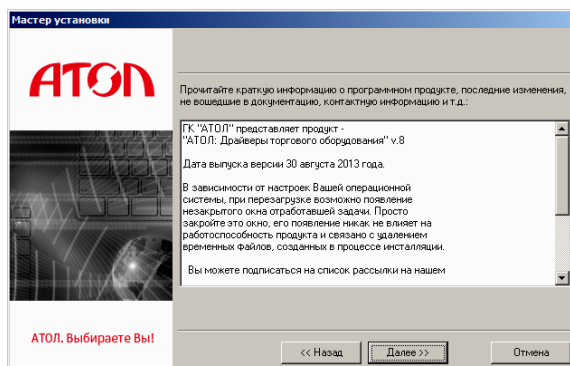 Мастер установки
АТОЛ
Прочитайте краткую информацию о программном продукте, последние изменения,
не вошедшие в документацию, контактную информацию и т.д.:
ГК "АТОЛ" представляет продукт -
"АТОЛ: Драйверы торгового оборудования" v.8
Дата выпуска версии 30 августа 2013 года.
В зависимости от настроек Вашей операционной
системы, при перезагрузке возможно появление
незакрытого окна отработавшей задачи. Просто
закройте это окно, его появление никак не влияет на
работоспособность продукта и связано с удалением
временных файлов, созданных в процессе инсталляции.
Вы можете подписаться на список рассылки на нашем
АТОЛ. Выбираете Вы!
<< Назад
Далее >>
Отмена